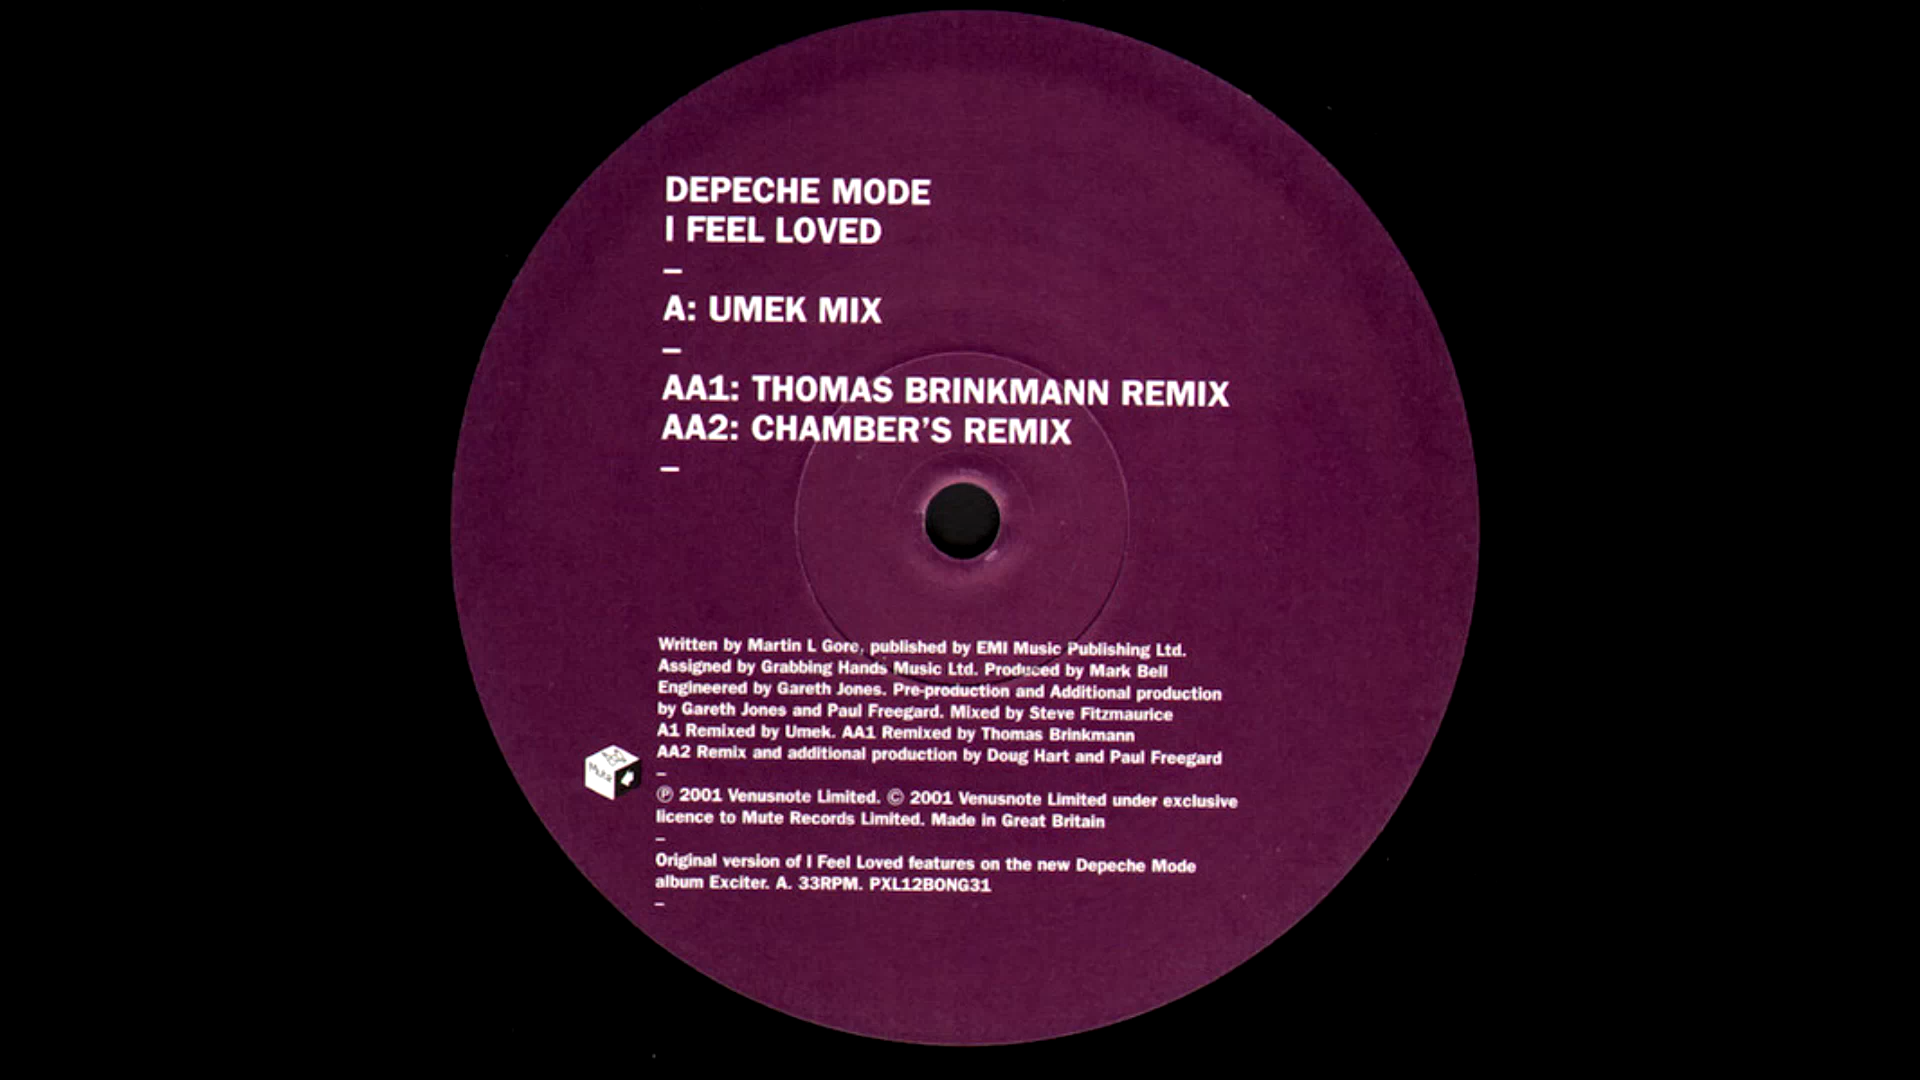 DEPECHE MODE
I FEEL LOVED
–
A: UMEK MIX
–
AA1: THOMAS BRINKMANN REMIX
AA2: CHAMBER'S REMIX
–
Written by Martin L Gore, published by EMI Music Publishing Ltd.
Assigned by Grabbing Hands Music Ltd. Produced by Mark Bell
Engineered by Gareth Jones. Pre-production and Additional production
by Gareth Jones and Paul Freegard. Mixed by Steve Fitzmaurice
A1 Remixed by Umek. AA1 Remixed by Thomas Brinkmann
AA2 Remix and additional production by Doug Hart and Paul Freegard
–
Mute
℗ 2001 Venusnote Limited. © 2001 Venusnote Limited under exclusive
licence to Mute Records Limited. Made in Great Britain
–
Original version of I Feel Loved features on the new Depeche Mode
album Exciter. A. 33RPM. PXL12BONG31
–